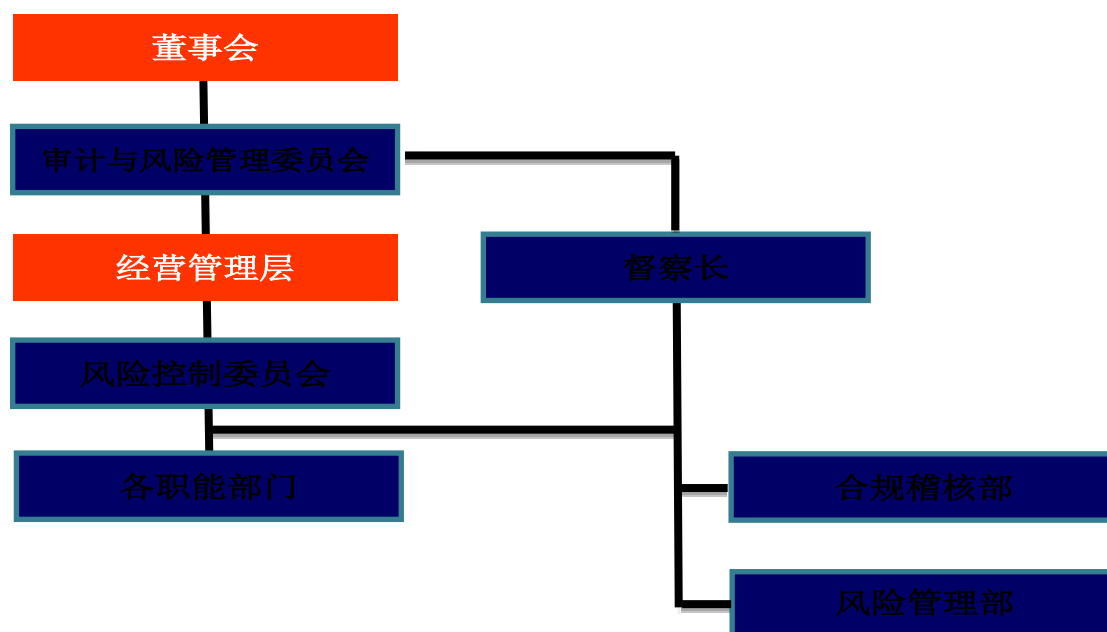 董事会
审计与风险管理委员会
经营管理层
督察长
风险控制委员会
各职能部门
合规稽核部
风险管理部